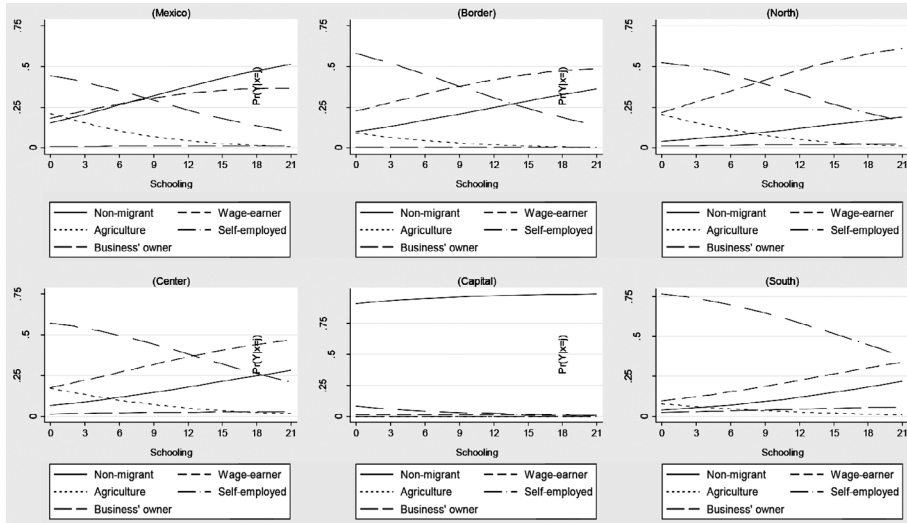 (Mexico)
.75
.5
.25
0
0 3 6 9 12 15 18 21
Schooling
Non-migrant
Wage-earner
Agriculture
Self-employed
Business' owner
(Border)
Pr(Y|x=j)
.75
.5
.25
0
0 3 6 9 12 15 18 21
Schooling
Non-migrant
Wage-earner
Agriculture
Self-employed
Business' owner
(North)
Pr(Y|x=j)
.75
.5
.25
0
0 3 6 9 12 15 18 21
Schooling
Non-migrant
Wage-earner
Agriculture
Self-employed
Business' owner
(Center)
.75
.5
.25
0
0 3 6 9 12 15 18 21
Schooling
Non-migrant
Wage-earner
Agriculture
Self-employed
Business' owner
(Capital)
Pr(Y|x=j)
.75
.5
.25
0
0 3 6 9 12 15 18 21
Schooling
Non-migrant
Wage-earner
Agriculture
Self-employed
Business' owner
(South)
Pr(Y|x=j)
.75
.5
.25
0
0 3 6 9 12 15 18 21
Schooling
Non-migrant
Wage-earner
Agriculture
Self-employed
Business' owner